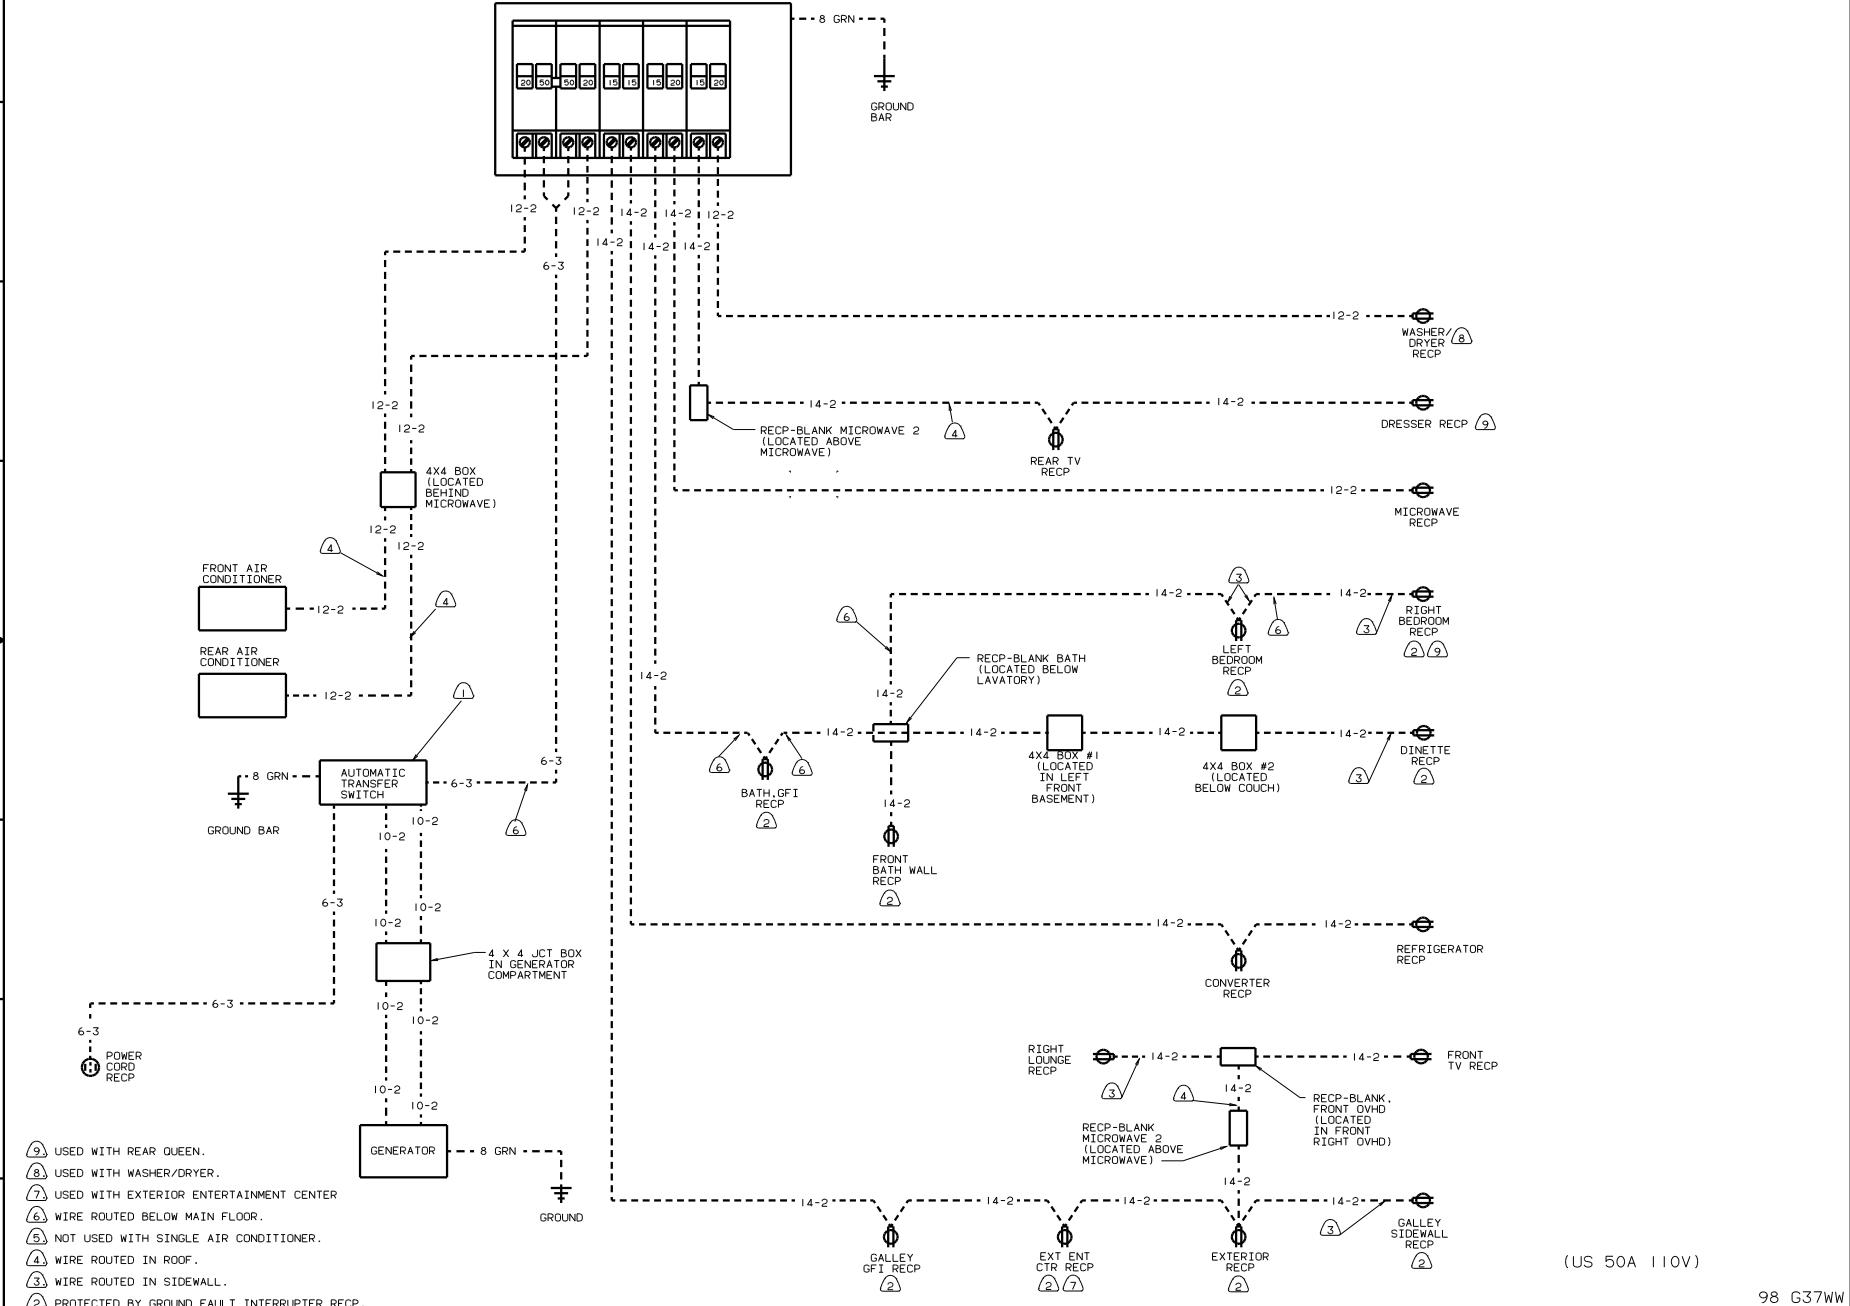 8 GRN
GROUND
BAR
20 50 50 20 15 15 15 20 15 20
12-2
12-2
14-2
14-2
12-2
14-2
14-2
14-2
6-3
12-2
WASHER/
DRYER
RECP
8
12-2
12-2
14-2
4
14-2
DRESSER RECP
9
RECP-BLANK MICROWAVE 2
(LOCATED ABOVE
MICROWAVE)
REAR TV
RECP
4X4 BOX
(LOCATED
BEHIND
MICROWAVE)
12-2
MICROWAVE
RECP
12-2
12-2
4
FRONT AIR
CONDITIONER
12-2
4
REAR AIR
CONDITIONER
12-2
1
14-2
3
14-2
3
6
6
RIGHT
BEDROOM
RECP
2 9
LEFT
BEDROOM
RECP
2
RECP-BLANK BATH
(LOCATED BELOW
LAVATORY)
14-2
14-2
14-2
14-2
14-2
14-2
6
6
BATH,GFI
RECP
2
4X4 BOX #1
(LOCATED
IN LEFT
FRONT
BASEMENT)
4X4 BOX #2
(LOCATED
BELOW COUCH)
3
DINETTE
RECP
2
14-2
FRONT
BATH WALL
RECP
2
8 GRN
GROUND BAR
AUTOMATIC
TRANSFER
SWITCH
6-3
6-3
6
10-2
10-2
6-3
10-2
10-2
4 X 4 JCT BOX
IN GENERATOR
COMPARTMENT
14-2
14-2
CONVERTER
RECP
REFRIGERATOR
RECP
6-3
6-3
POWER
CORD
RECP
10-2
10-2
10-2
10-2
GENERATOR
8 GRN
GROUND
RIGHT
LOUNGE
RECP
14-2
14-2
FRONT
TV RECP
3
4
14-2
RECP-BLANK,
FRONT OVHD
(LOCATED
IN FRONT
RIGHT OVHD)
RECP-BLANK
MICROWAVE 2
(LOCATED ABOVE
MICROWAVE)
14-2
14-2
14-2
14-2
14-2
3
GALLEY
GFI RECP
2
EXT ENT
CTR RECP
2 7
EXTERIOR
RECP
2
GALLEY
SIDEWALL
RECP
2
9. USED WITH REAR QUEEN.
8. USED WITH WASHER/DRYER.
7. USED WITH EXTERIOR ENTERTAINMENT CENTER
6. WIRE ROUTED BELOW MAIN FLOOR.
5. NOT USED WITH SINGLE AIR CONDITIONER.
4. WIRE ROUTED IN ROOF.
3. WIRE ROUTED IN SIDEWALL.
2 PROTECTED BY GROUND FAULT INTERRUPTER RECP.
(US 50A 110V)
98 G37WW